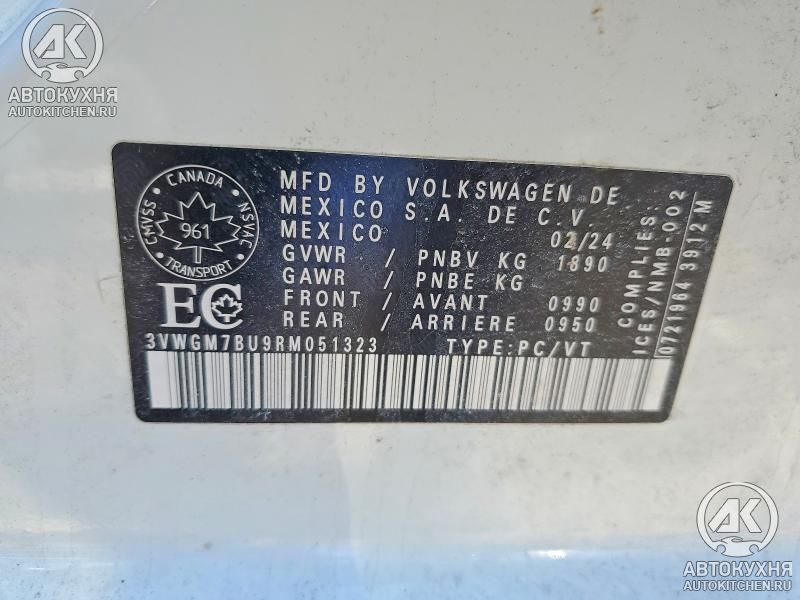 АК
АВТОКУХНЯ
AUTOKITCHEN.RU
CANADA
CMVSS
NSVAC
961
TRANSPORT
EC
MFD BY VOLKSWAGEN DE
MEXICO S.A. DE C.V.
MEXICO 02/24
GVWR / PNBV KG 1890
GAWR / PNBE KG
FRONT / AVANT 0990
REAR / ARRIERE 0950
3VWGM7BU9RM051323 TYPE:PC/VT
COMPLIES:
ICES/NMB-002
0721964 3912 M
АК
АВТОКУХНЯ
AUTOKITCHEN.RU